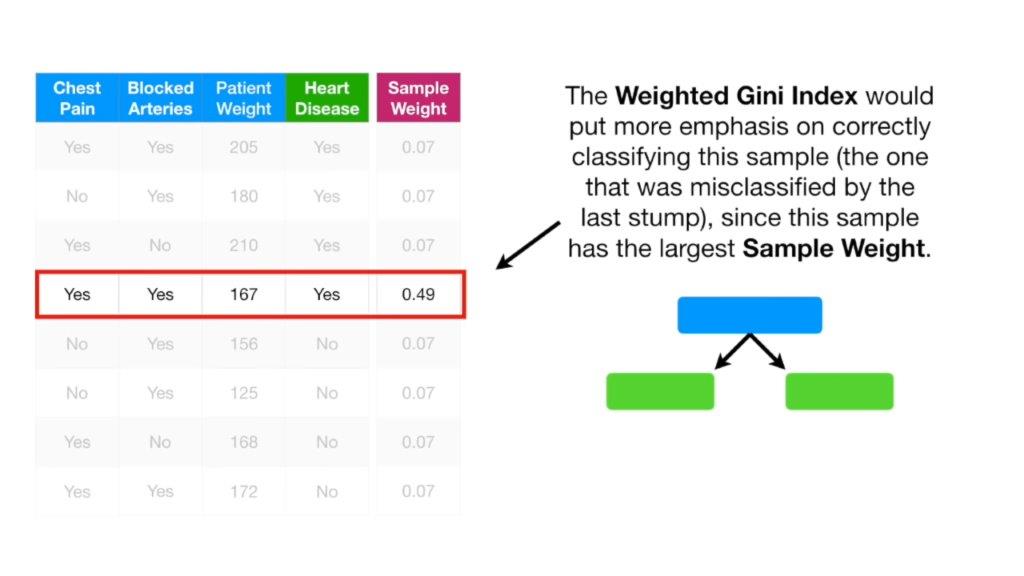 Chest Pain Blocked Arteries Patient Weight Heart Disease Sample Weight
Yes Yes 205 Yes 0.07
No Yes 180 Yes 0.07
Yes No 210 Yes 0.07
Yes Yes 167 Yes 0.49
No Yes 156 No 0.07
No Yes 125 No 0.07
Yes No 168 No 0.07
Yes Yes 172 No 0.07
The Weighted Gini Index would
put more emphasis on correctly
classifying this sample (the one
that was misclassified by the
last stump), since this sample
has the largest Sample Weight.